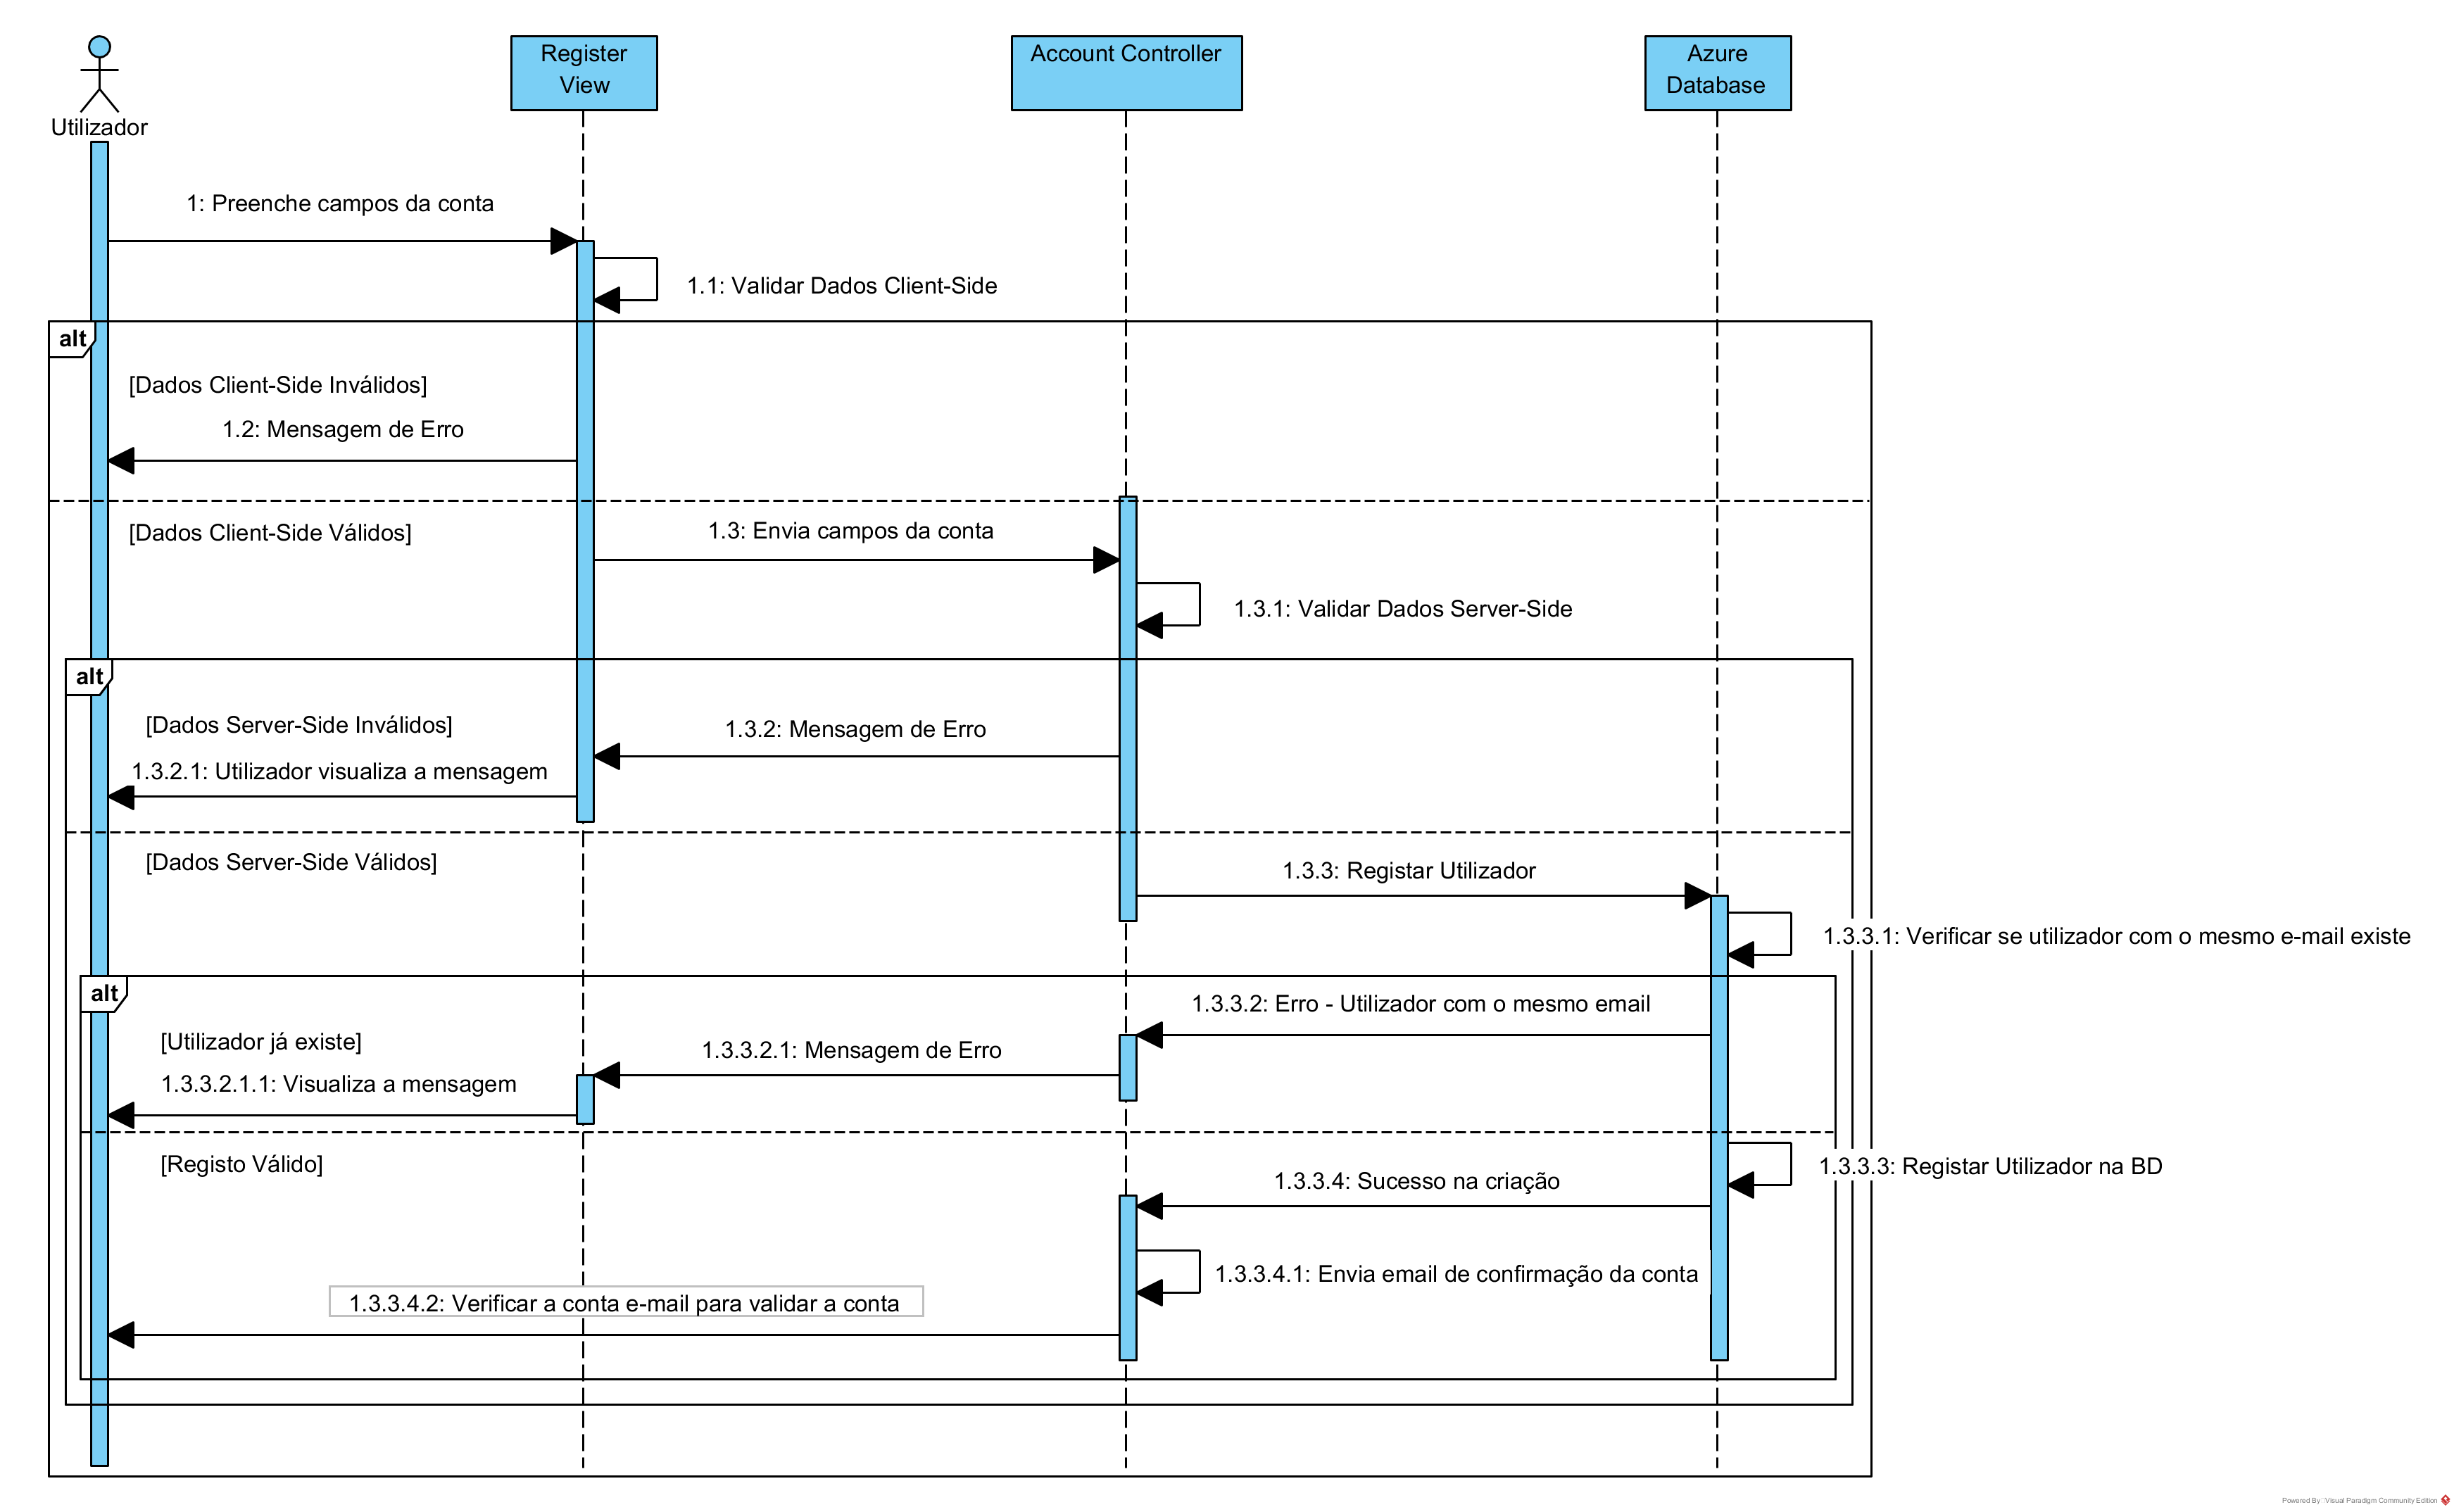 Utilizador
Register
View
Account Controller
Azure
Database
1: Preenche campos da conta
1.1: Validar Dados Client-Side
alt
[Dados Client-Side Inválidos]
1.2: Mensagem de Erro
[Dados Client-Side Válidos]
1.3: Envia campos da conta
1.3.1: Validar Dados Server-Side
alt
[Dados Server-Side Inválidos]
1.3.2: Mensagem de Erro
1.3.2.1: Utilizador visualiza a mensagem
[Dados Server-Side Válidos]
1.3.3: Registar Utilizador
1.3.3.1: Verificar se utilizador com o mesmo e-mail existe
alt
1.3.3.2: Erro - Utilizador com o mesmo email
[Utilizador já existe]
1.3.3.2.1: Mensagem de Erro
1.3.3.2.1.1: Visualiza a mensagem
[Registo Válido]
1.3.3.3: Registar Utilizador na BD
1.3.3.4: Sucesso na criação
1.3.3.4.1: Envia email de confirmação da conta
1.3.3.4.2: Verificar a conta e-mail para validar a conta
Powered By Visual Paradigm Community Edition